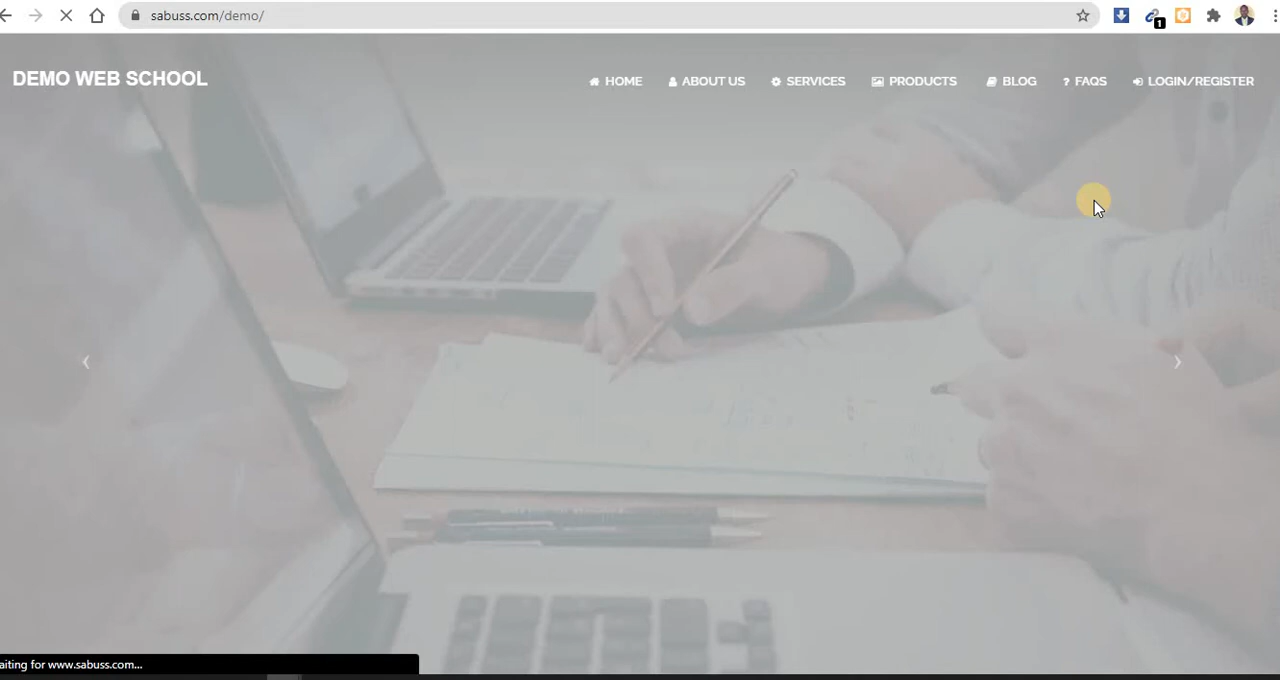 sabuss.com/demo/
1
DEMO WEB SCHOOL
HOME
ABOUT US
SERVICES
PRODUCTS
BLOG
? FAQS
LOGIN/REGISTER
aiting for www.sabuss.com...